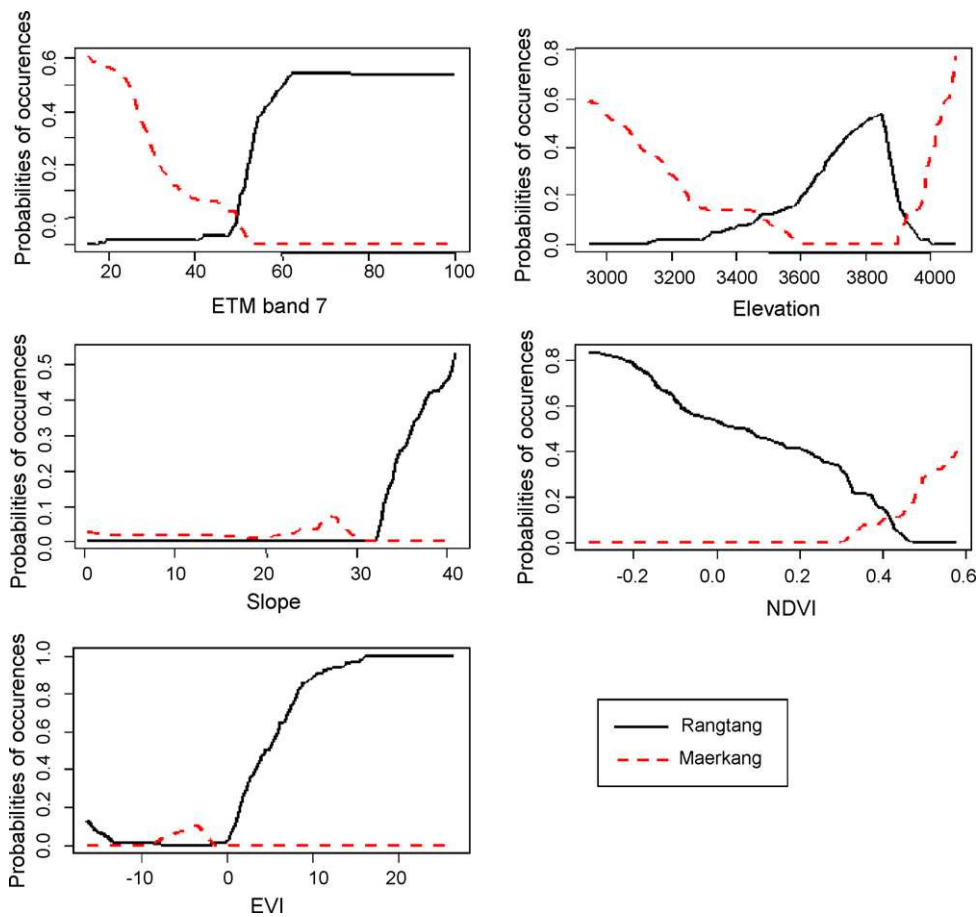 Probabilities of occurences
0.0 0.2 0.4 0.6
20 40 60 80 100
ETM band 7
Probabilities of occurences
0.0 0.2 0.4 0.6 0.8
3000 3200 3400 3600 3800 4000
Elevation
Probabilities of occurences
0.0 0.1 0.2 0.3 0.4 0.5
0 10 20 30 40
Slope
Probabilities of occurences
0.0 0.2 0.4 0.6 0.8
-0.2 0.0 0.2 0.4 0.6
NDVI
Probabilities of occurences
0.0 0.2 0.4 0.6 0.8 1.0
-10 0 10 20
EVI
Rangtang
Maerkang